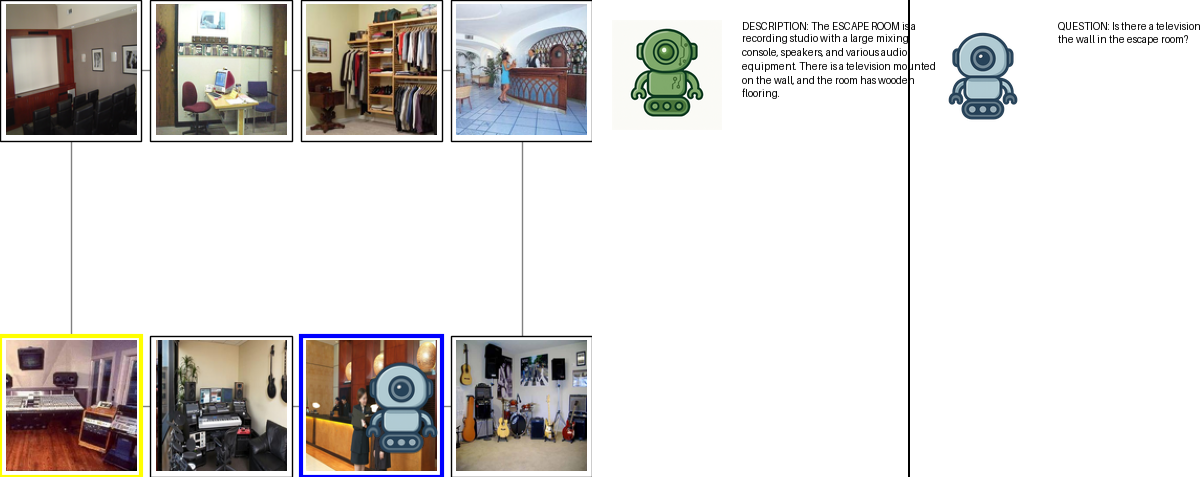 DESCRIPTION: The ESCAPE ROOM is a
recording studio with a large mixing
console, speakers, and various audio
equipment. There is a television mounted
on the wall, and the room has wooden
flooring.
QUESTION: Is there a television
the wall in the escape room?